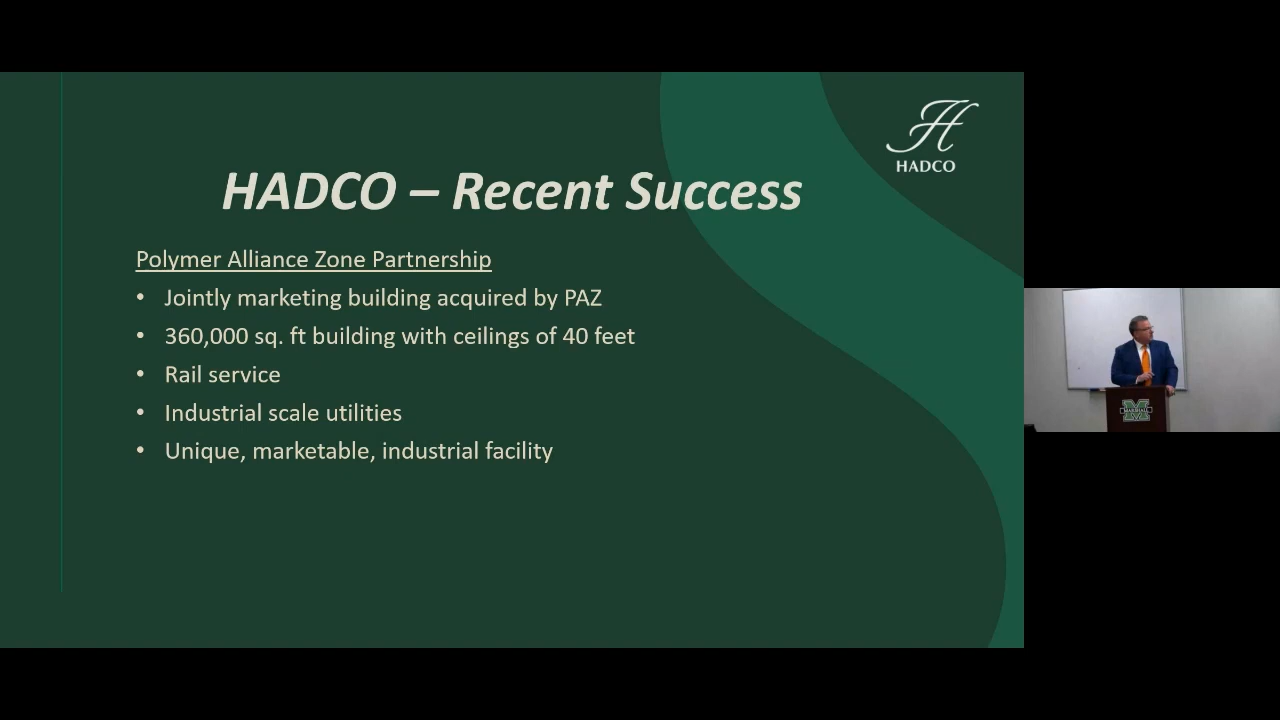 HADCO
HADCO – Recent Success
Polymer Alliance Zone Partnership
• Jointly marketing building acquired by PAZ
• 360,000 sq. ft building with ceilings of 40 feet
• Rail service
• Industrial scale utilities
• Unique, marketable, industrial facility
MARSHALL